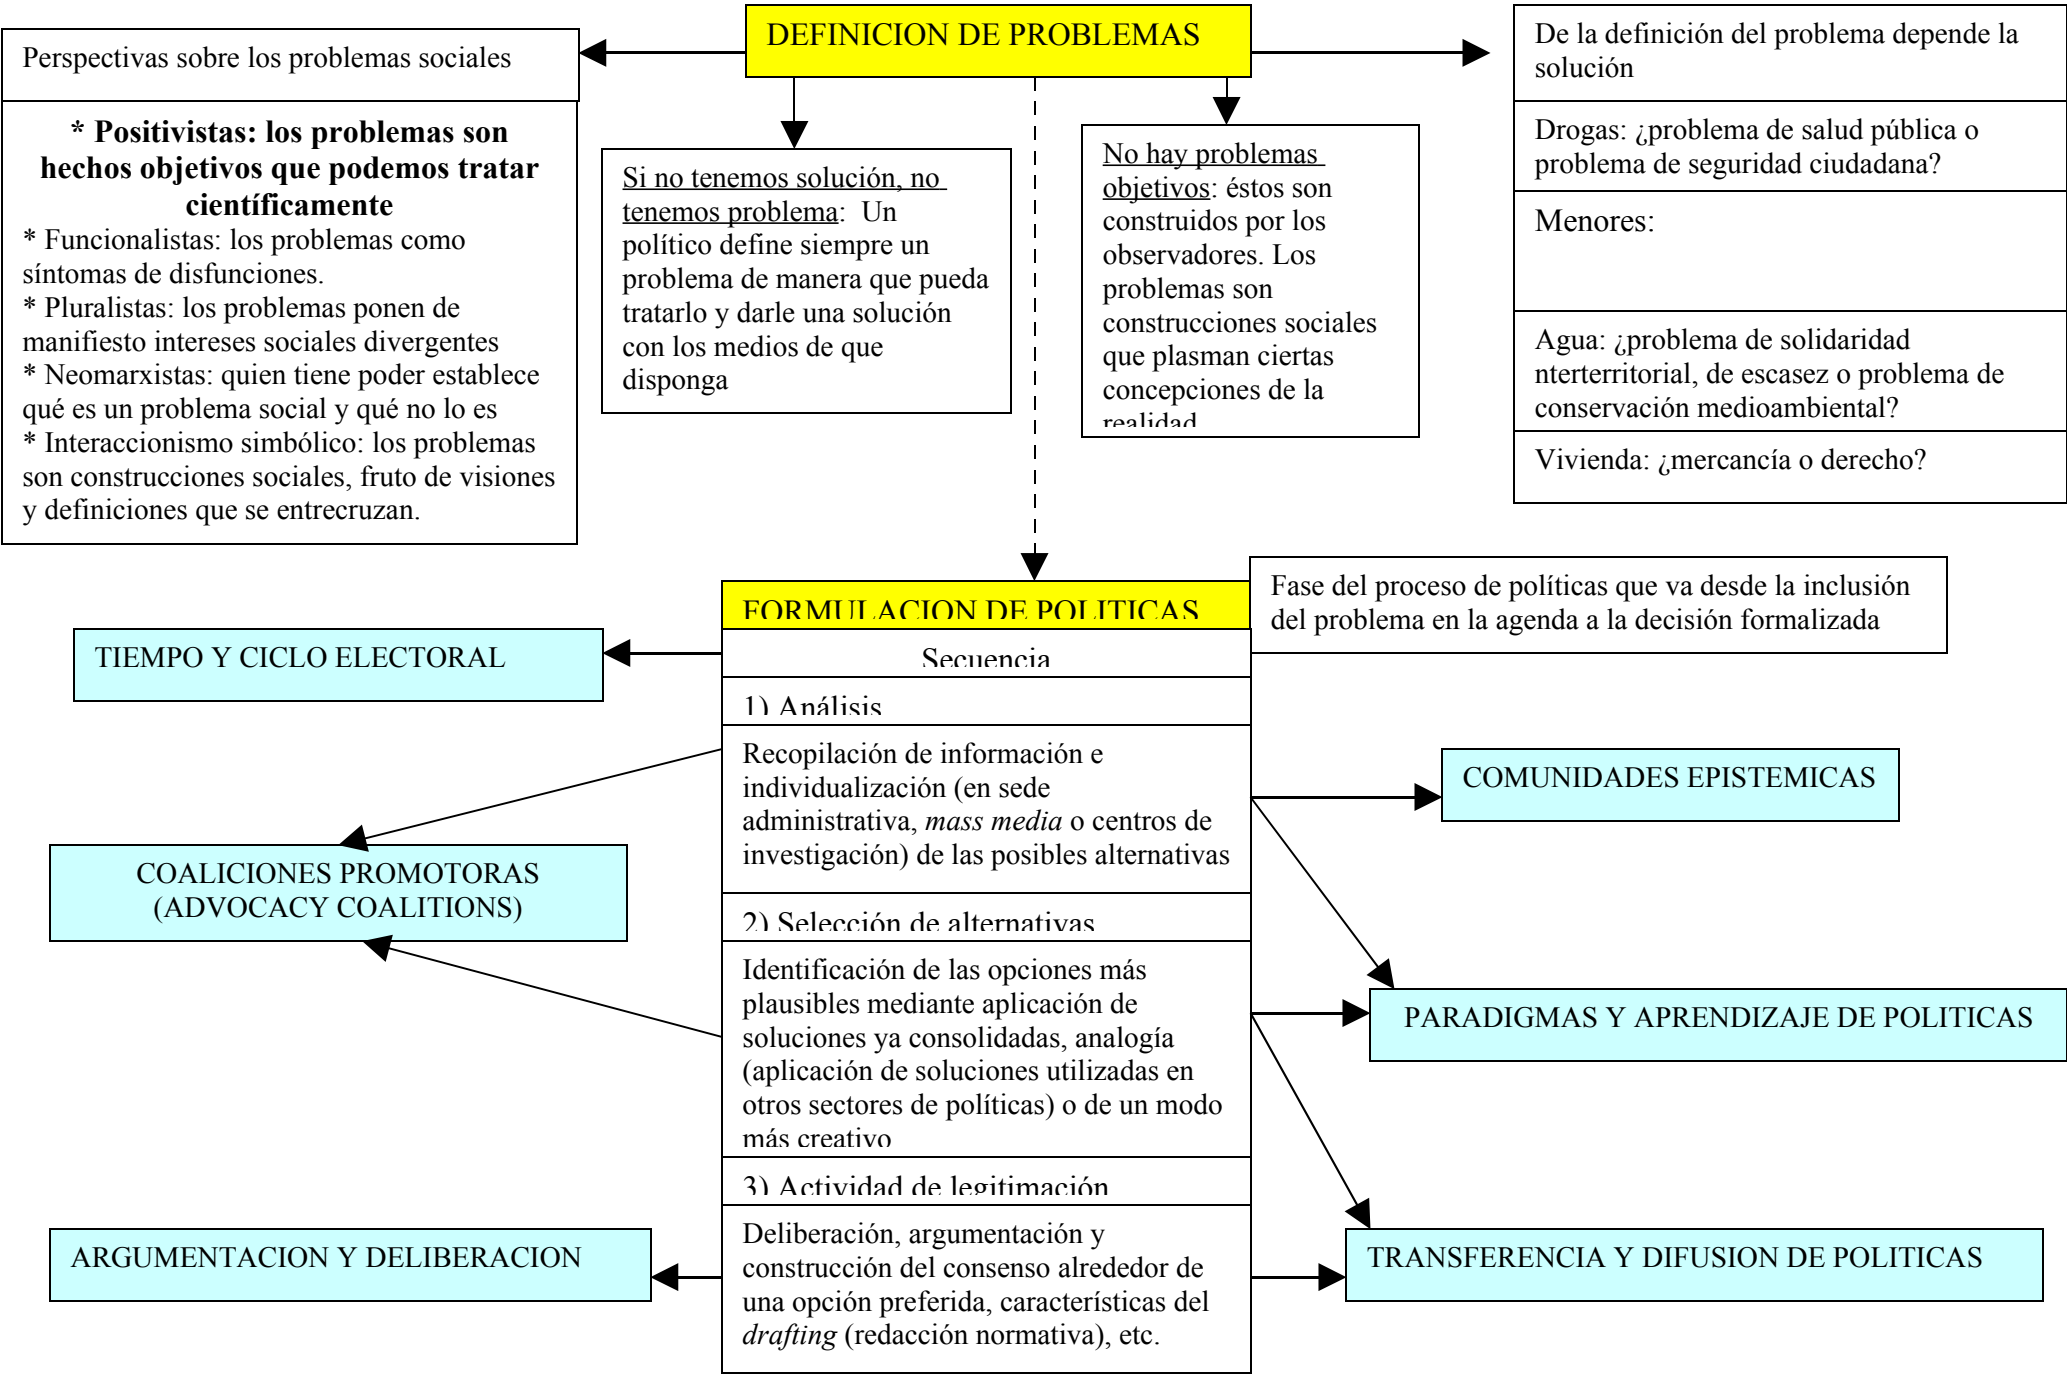 DEFINICION DE PROBLEMAS
Perspectivas sobre los problemas sociales
* Positivistas: los problemas son
hechos objetivos que podemos tratar
científicamente
* Funcionalistas: los problemas como
síntomas de disfunciones.
* Pluralistas: los problemas ponen de
manifiesto intereses sociales divergentes
* Neomarxistas: quien tiene poder establece
qué es un problema social y qué no lo es
* Interaccionismo simbólico: los problemas
son construcciones sociales, fruto de visiones
y definiciones que se entrecruzan.
Si no tenemos solución, no
tenemos problema: Un
político define siempre un
problema de manera que pueda
tratarlo y darle una solución
con los medios de que
disponga
No hay problemas
objetivos: éstos son
construidos por los
observadores. Los
problemas son
construcciones sociales
que plasman ciertas
concepciones de la
realidad
De la definición del problema depende la
solución
Drogas: ¿problema de salud pública o
problema de seguridad ciudadana?
Menores:
Agua: ¿problema de solidaridad
nterterritorial, de escasez o problema de
conservación medioambiental?
Vivienda: ¿mercancía o derecho?
FORMULACION DE POLITICAS
Fase del proceso de políticas que va desde la inclusión
del problema en la agenda a la decisión formalizada
Secuencia
1) Análisis
Recopilación de información e
individualización (en sede
administrativa, mass media o centros de
investigación) de las posibles alternativas
2) Selección de alternativas
Identificación de las opciones más
plausibles mediante aplicación de
soluciones ya consolidadas, analogía
(aplicación de soluciones utilizadas en
otros sectores de políticas) o de un modo
más creativo
3) Actividad de legitimación
Deliberación, argumentación y
construcción del consenso alrededor de
una opción preferida, características del
drafting (redacción normativa), etc.
TIEMPO Y CICLO ELECTORAL
COALICIONES PROMOTORAS
(ADVOCACY COALITIONS)
ARGUMENTACION Y DELIBERACION
COMUNIDADES EPISTEMICAS
PARADIGMAS Y APRENDIZAJE DE POLITICAS
TRANSFERENCIA Y DIFUSION DE POLITICAS